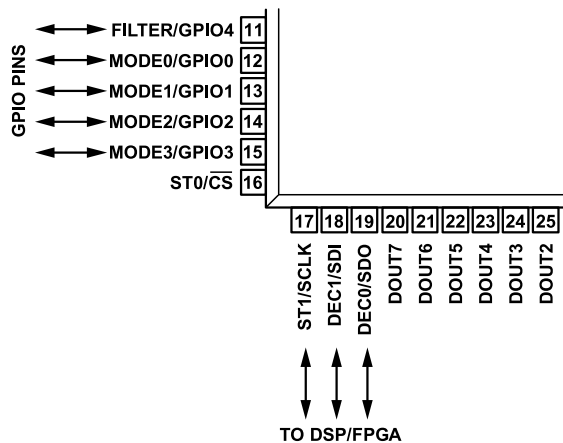 GPIO PINS
FILTER/GPIO4 11
MODE0/GPIO0 12
MODE1/GPIO1 13
MODE2/GPIO2 14
MODE3/GPIO3 15
ST0/C̅S̅ 16
17 18 19 20 21 22 23 24 25
ST1/SCLK
DEC1/SDI
DEC0/SDO
DOUT7
DOUT6
DOUT5
DOUT4
DOUT3
DOUT2
TO DSP/FPGA